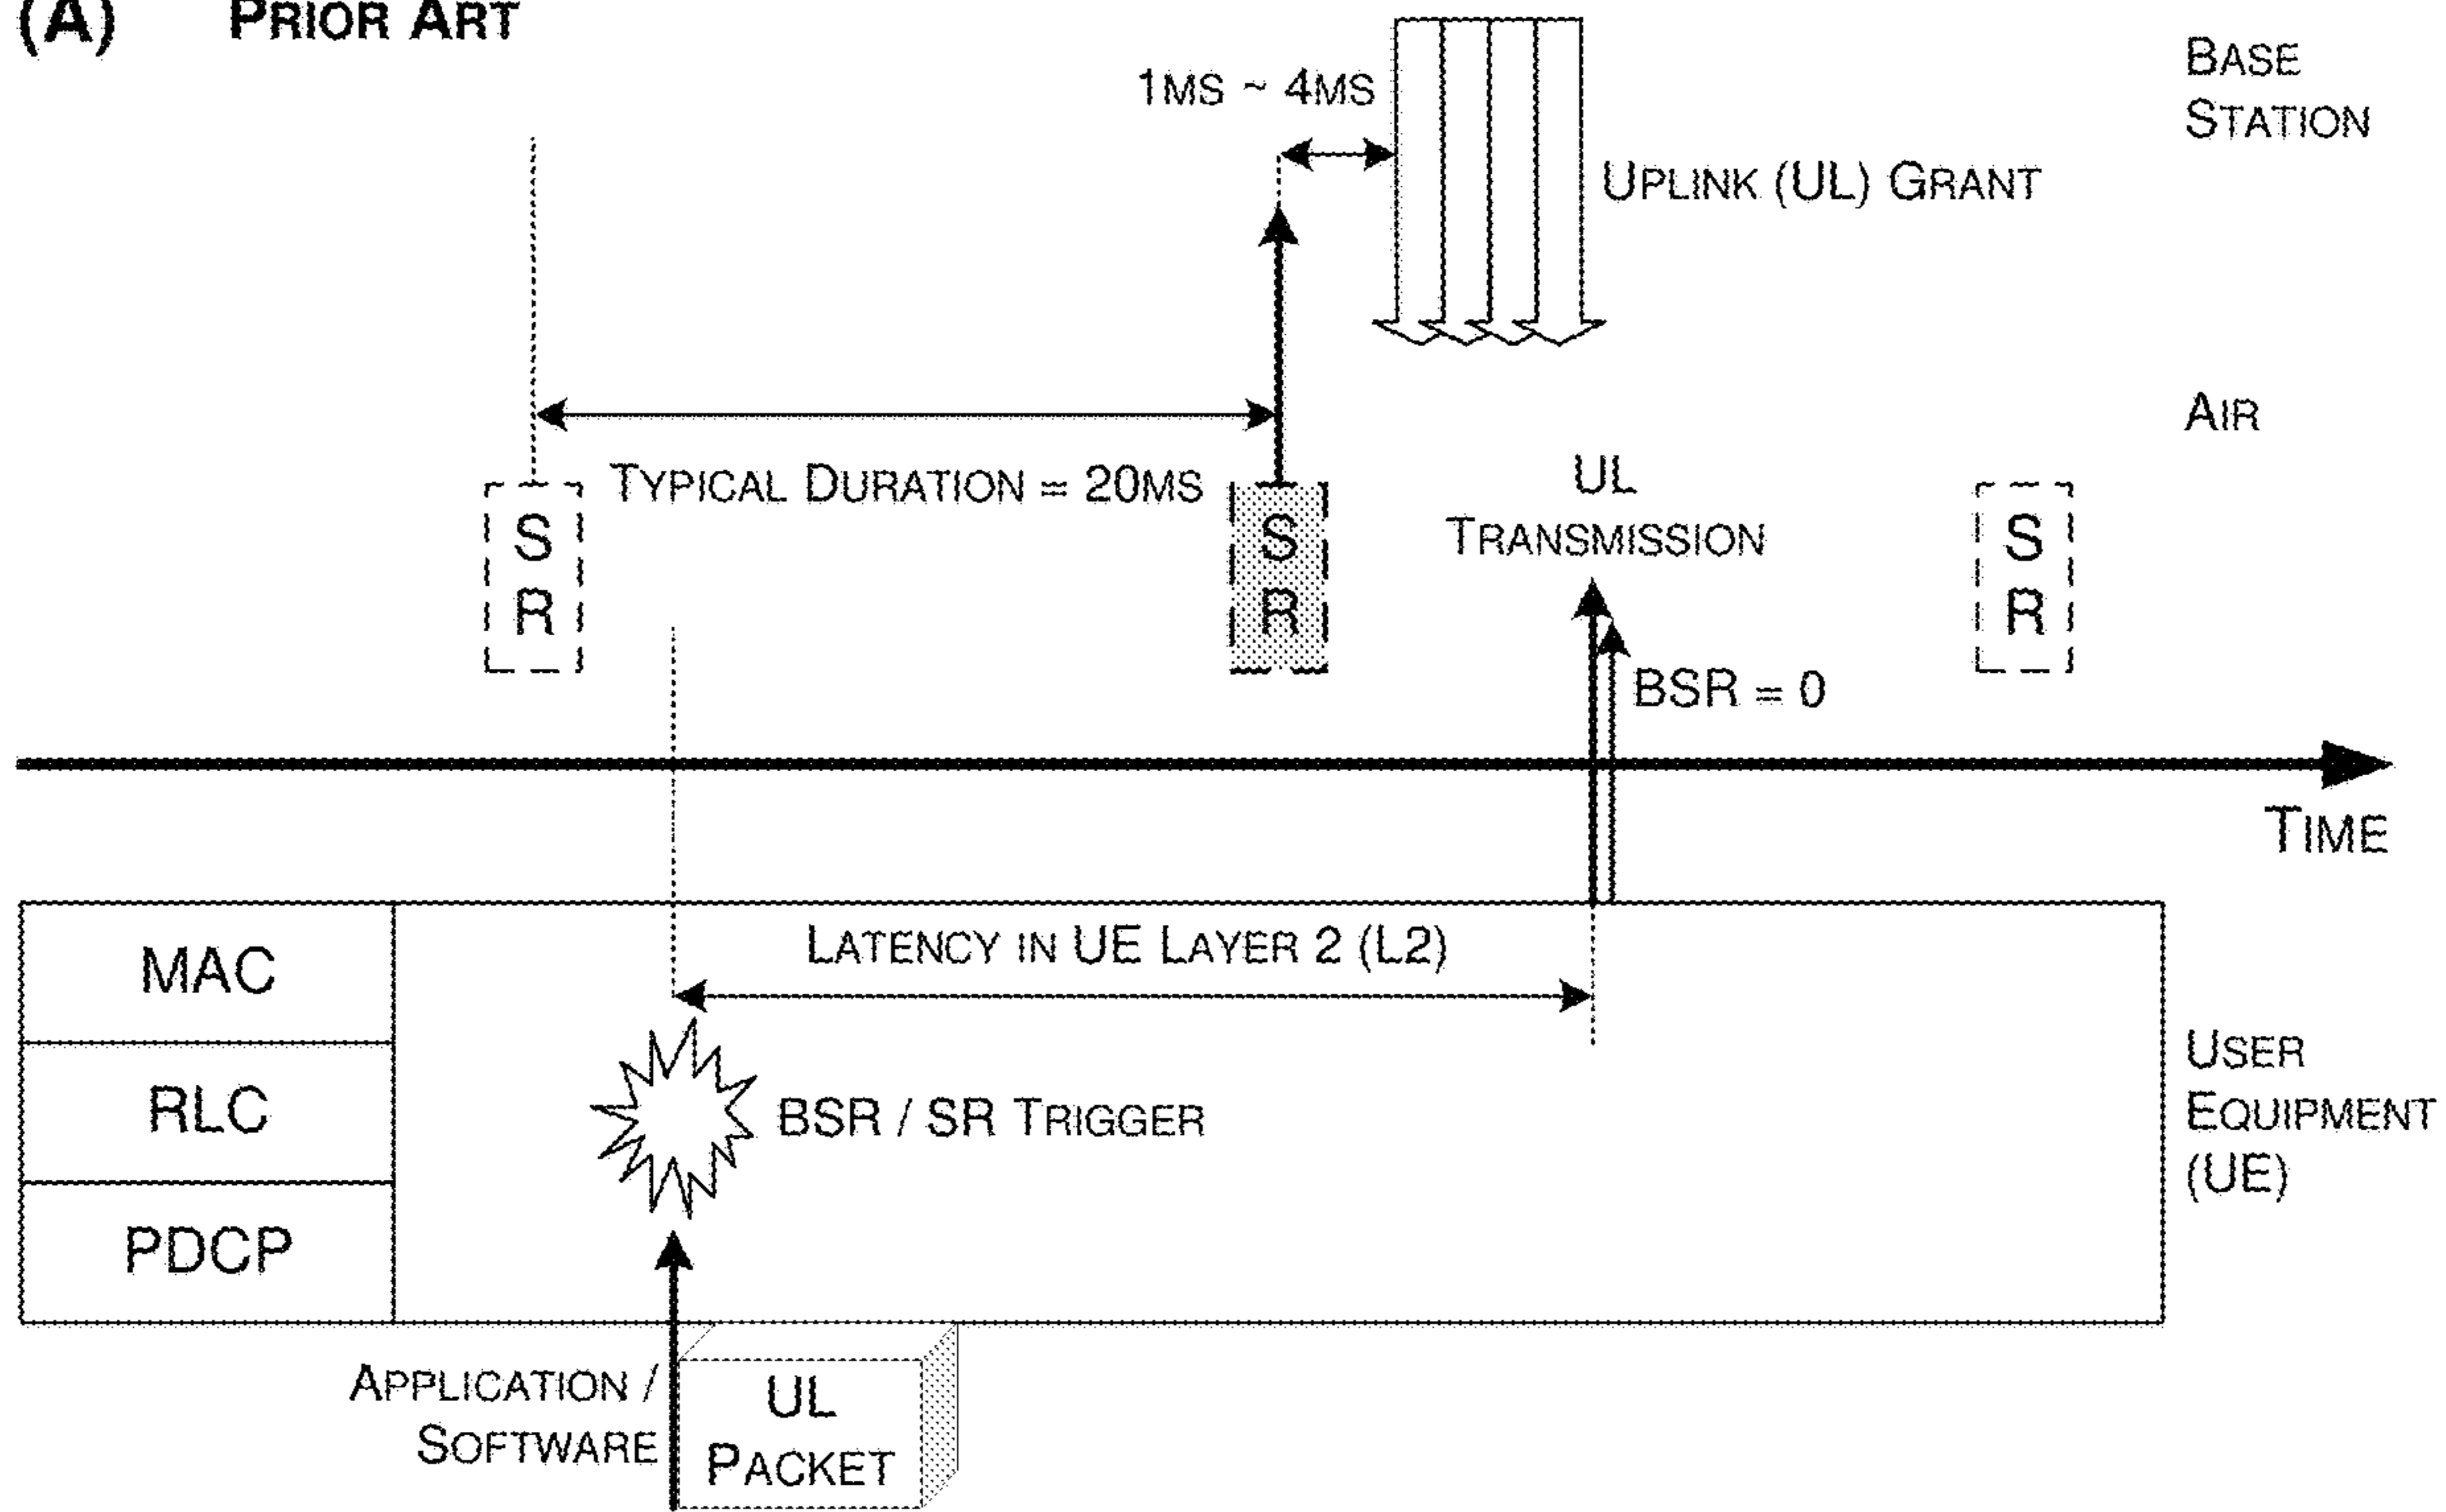 (A) PRIOR ART
BASE
STATION
1MS ~ 4MS
UPLINK (UL) GRANT
AIR
TYPICAL DURATION = 20MS
UL
TRANSMISSION
S
R
S
R
S
R
BSR = 0
TIME
LATENCY IN UE LAYER 2 (L2)
MAC
RLC
PDCP
BSR / SR TRIGGER
USER
EQUIPMENT
(UE)
APPLICATION /
SOFTWARE
UL
PACKET